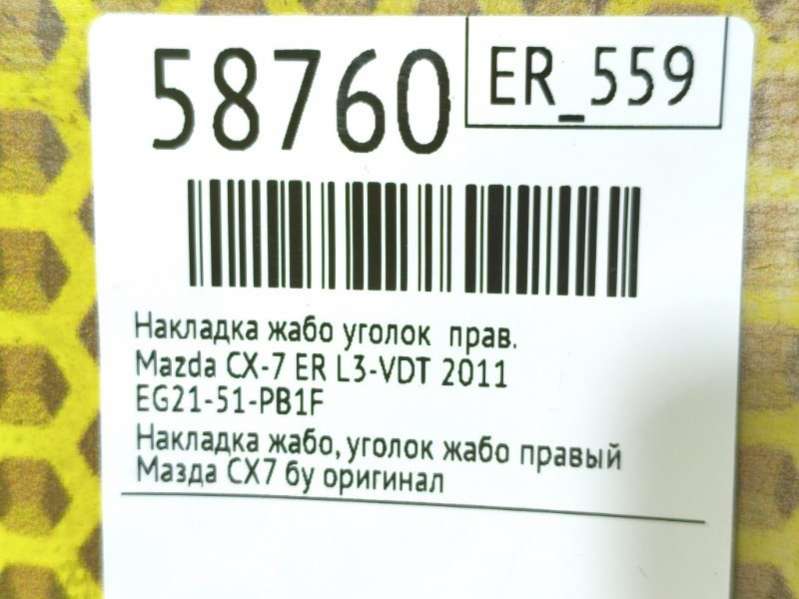 58760
ER_559
Накладка жабо уголок прав.
Mazda CX-7 ER L3-VDT 2011
EG21-51-PB1F
Накладка жабо, уголок жабо правый
Мазда СХ7 бу оригинал